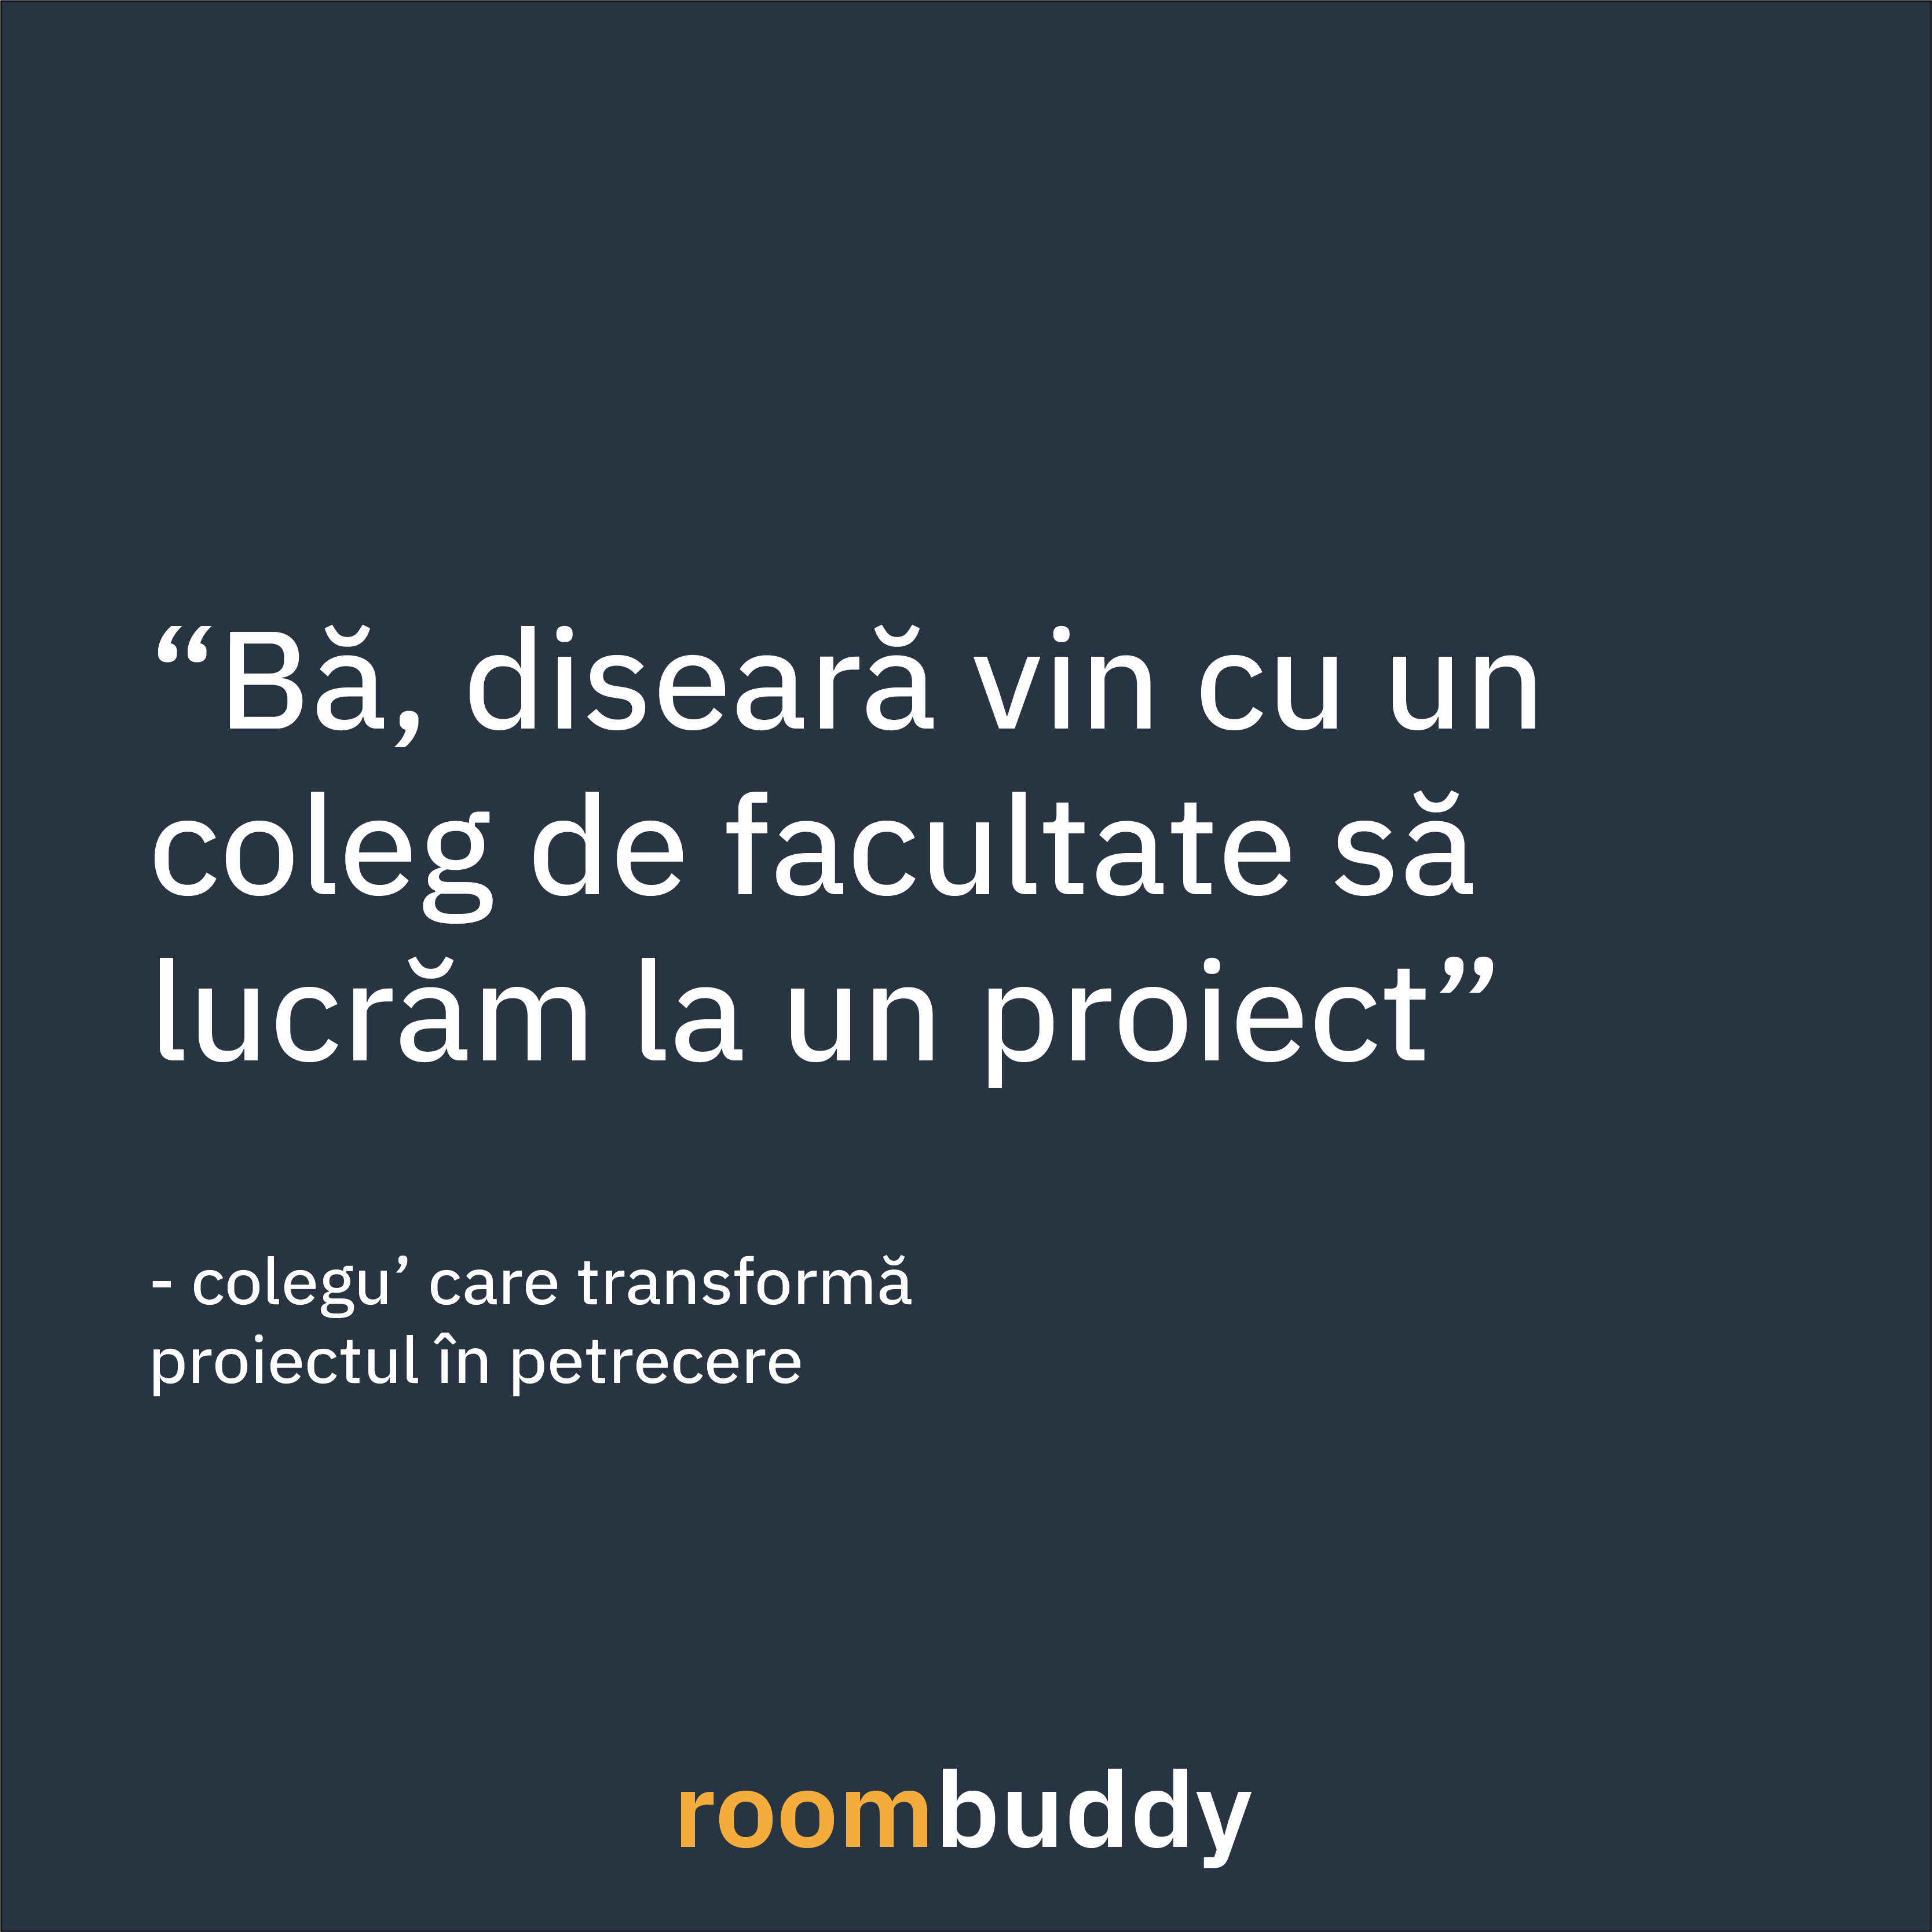 “Bă, diseară vin cu un
coleg de facultate să
lucrăm la un proiect”
- colegu’ care transformă
proiectul în petrecere
roombuddy